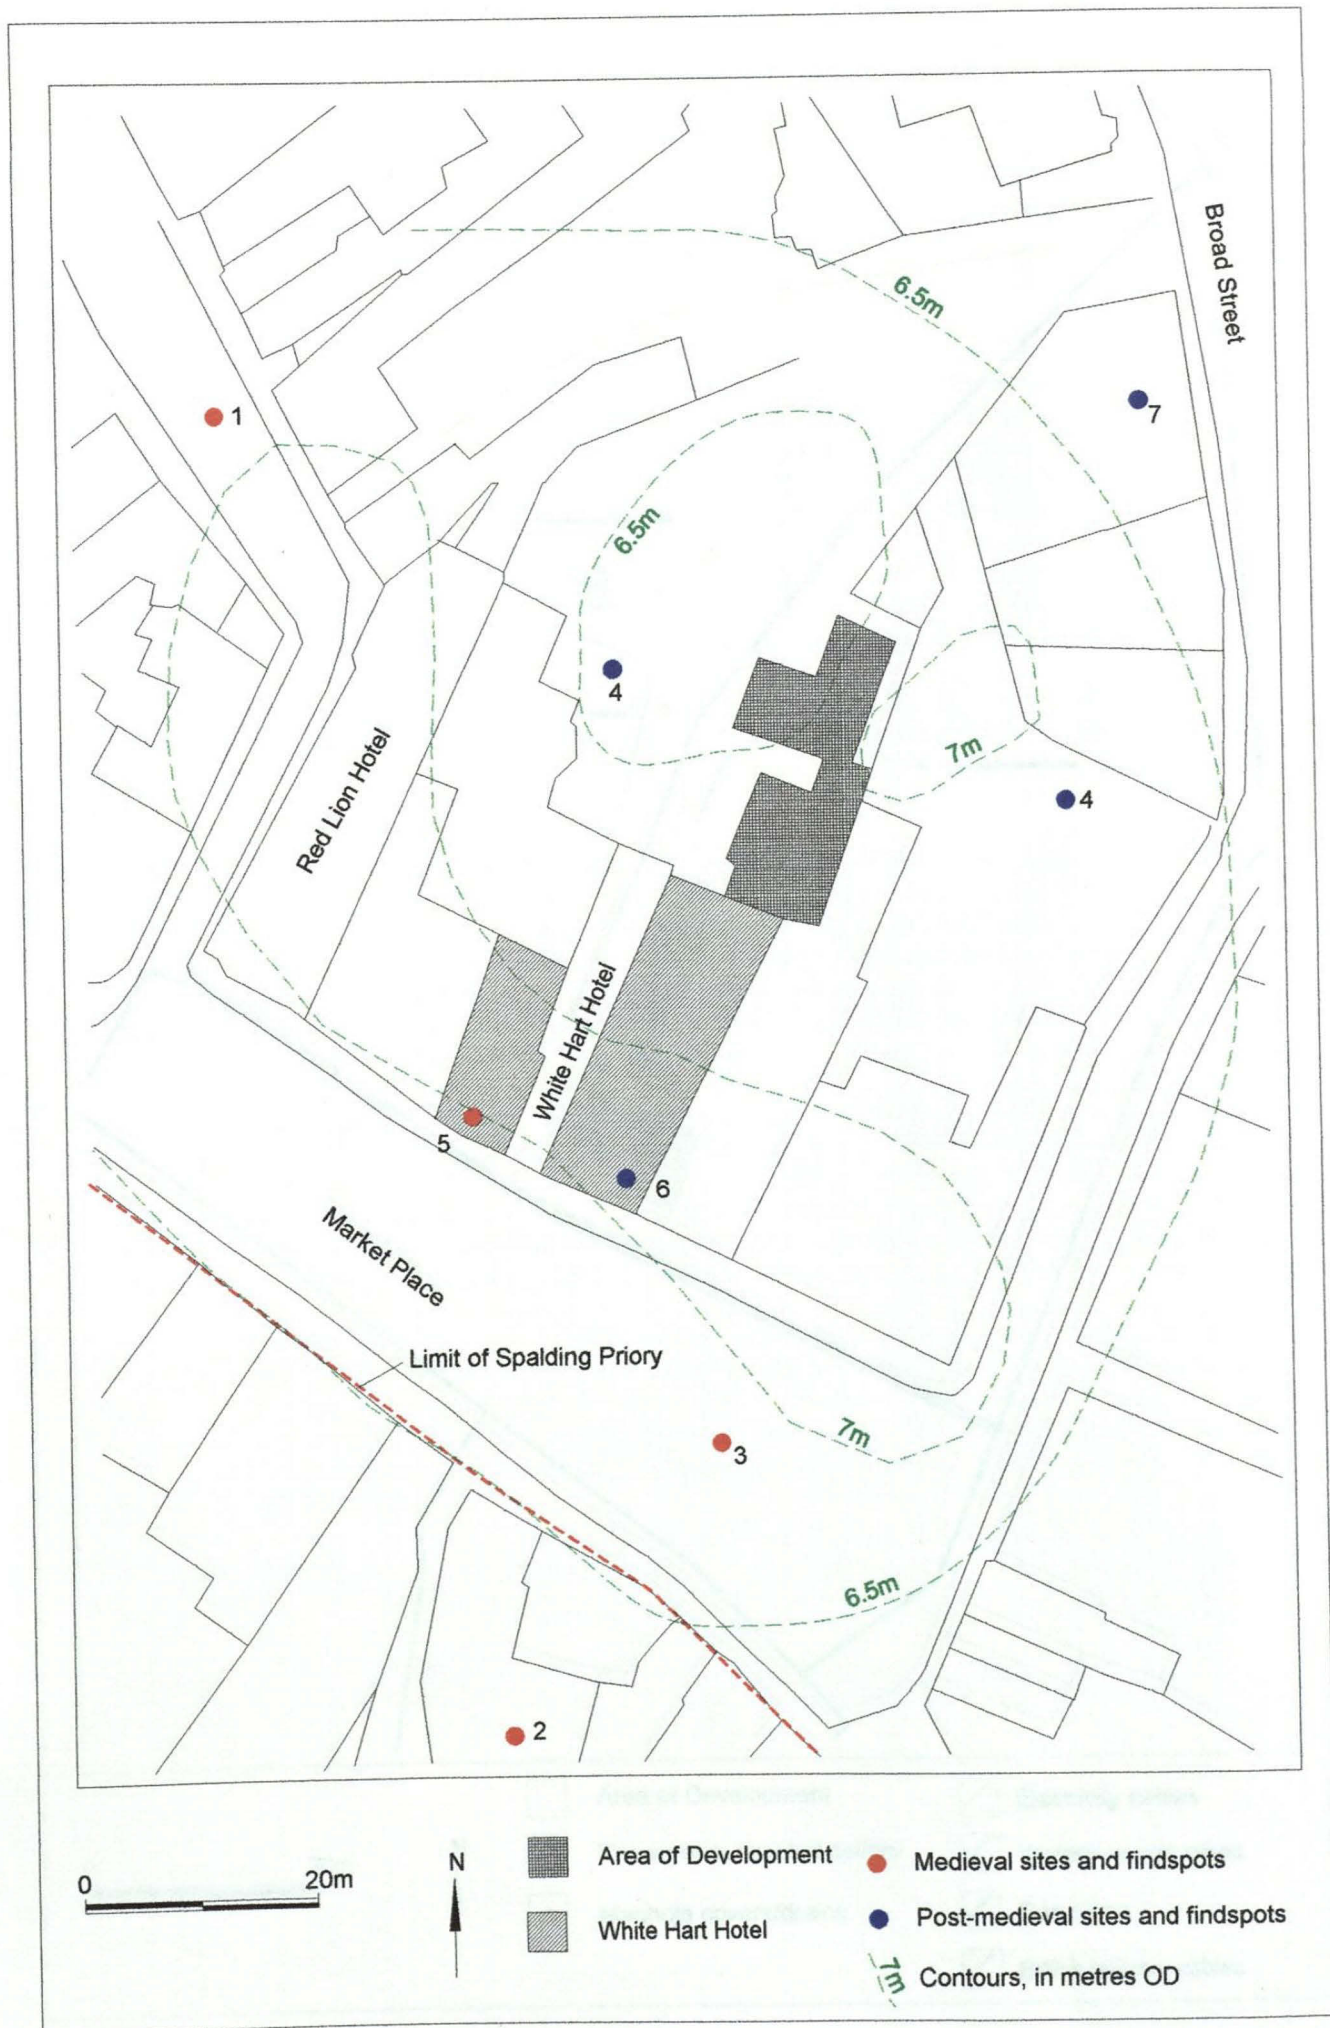 Broad Street
6.5m
7
1
6.5m
4
7m
4
Red Lion Hotel
White Hart Hotel
5
6
Market Place
Limit of Spalding Priory
7m
3
6.5m
2
0
20m
N
Area of Development
White Hart Hotel
Medieval sites and findspots
Post-medieval sites and findspots
7m
Contours, in metres OD